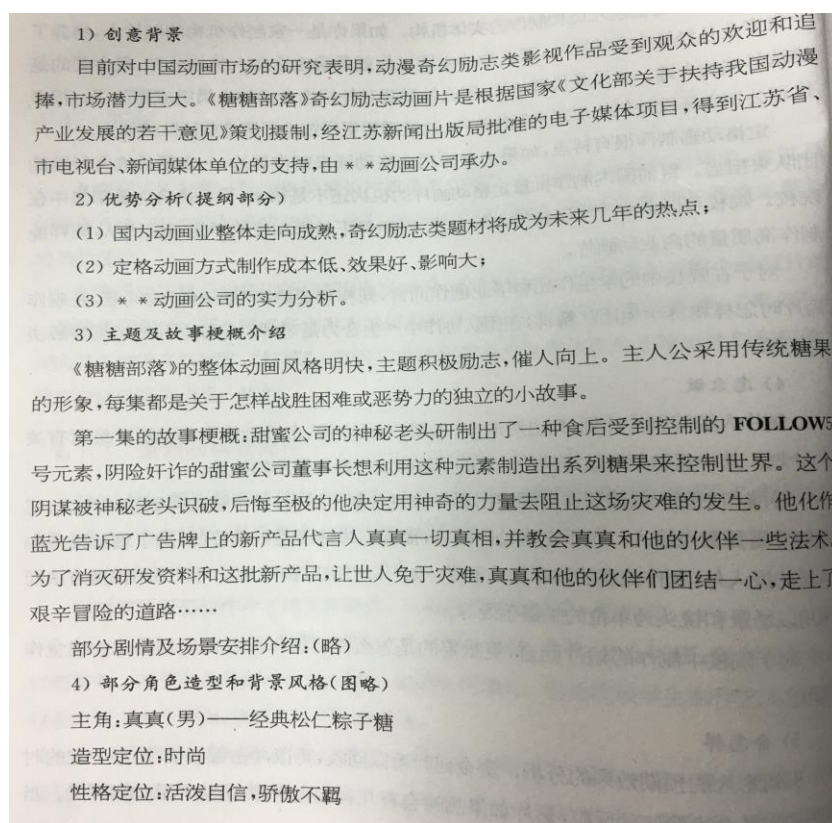 1) 创意背景
目前对中国动画市场的研究表明,动漫奇幻励志类影视作品受到观众的欢迎和追
捧,市场潜力巨大。《糖糖部落》奇幻励志动画片是根据国家《文化部关于扶持我国动漫
产业发展的若干意见》策划摄制,经江苏新闻出版局批准的电子媒体项目,得到江苏省、
市电视台、新闻媒体单位的支持,由＊＊动画公司承办。
2) 优势分析(提纲部分)
(1) 国内动画业整体走向成熟,奇幻励志类题材将成为未来几年的热点;
(2) 定格动画方式制作成本低、效果好、影响大;
(3) ＊＊动画公司的实力分析。
3) 主题及故事梗概介绍
《糖糖部落》的整体动画风格明快,主题积极励志,催人向上。主人公采用传统糖果
的形象,每集都是关于怎样战胜困难或恶势力的独立的小故事。
第一集的故事梗概:甜蜜公司的神秘老头研制出了一种食后受到控制的 FOLLOW5
号元素,阴险奸诈的甜蜜公司董事长想利用这种元素制造出系列糖果来控制世界。这个
阴谋被神秘老头识破,后悔至极的他决定用神奇的力量去阻止这场灾难的发生。他化作
蓝光告诉了广告牌上的新产品代言人真真一切真相,并教会真真和他的伙伴一些法术。
为了消灭研发资料和这批新产品,让世人免于灾难,真真和他的伙伴们团结一心,走上了
艰辛冒险的道路……
部分剧情及场景安排介绍:(略)
4) 部分角色造型和背景风格(图略)
主角:真真(男)——经典松仁粽子糖
造型定位:时尚
性格定位:活泼自信,骄傲不羁